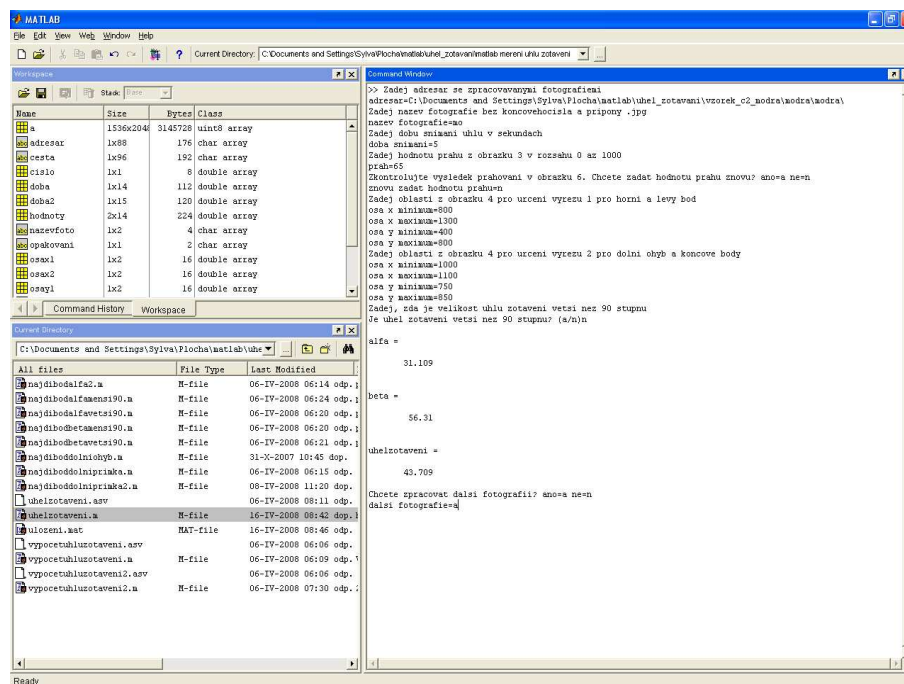 MATLAB
File Edit View Web Window Help
Current Directory: C:\Documents and Settings\Sylva\Plocha\matlab\uhel_zotavani\matlab mereni uhlu zotaveni
Workspace
Stack: Base
Name Size Bytes Class
a 1536x2048 3145728 uint8 array
adresar 1x88 176 char array
cesta 1x96 192 char array
cislo 1x1 8 double array
doba 1x14 112 double array
doba2 1x15 120 double array
hodnoty 2x14 224 double array
nazevfoto 1x2 4 char array
opakovani 1x1 2 char array
osax1 1x2 16 double array
osax2 1x2 16 double array
osay1 1x2 16 double array
Command History Workspace
Current Directory
C:\Documents and Settings\Sylva\Plocha\matlab\uhe
All files File Type Last Modified
najdibodalfa2.m M-file 06-IV-2008 06:14 odp.
najdibodalfamensi90.m M-file 06-IV-2008 06:24 odp.
najdibodalfavetsi90.m M-file 06-IV-2008 06:20 odp.
najdibodbetamensi90.m M-file 06-IV-2008 06:20 odp.
najdibodbetavetsi90.m M-file 06-IV-2008 06:21 odp.
najdiboddolniohyb.m M-file 31-X-2007 10:45 dop.
najdiboddolniprimka.m M-file 06-IV-2008 06:15 odp.
najdiboddolniprimka2.m M-file 08-IV-2008 11:20 dop.
uhelzotaveni.asv 06-IV-2008 08:11 odp.
uhelzotaveni.m M-file 16-IV-2008 08:42 dop.
ulozeni.mat MAT-file 16-IV-2008 08:46 odp.
vypocetuhluzotaveni.asv 06-IV-2008 06:06 odp.
vypocetuhluzotaveni.m M-file 06-IV-2008 06:09 odp.
vypocetuhluzotaveni2.asv 06-IV-2008 06:06 odp.
vypocetuhluzotaveni2.m M-file 06-IV-2008 07:30 odp.
Ready
Command Window
>> Zadej adresar se zpracovavanymi fotografiemi
adresar=C:\Documents and Settings\Sylva\Plocha\matlab\uhel_zotavani\vzorek_c2_modra\modra\modra\
Zadej nazev fotografie bez koncovehocisla a pripony .jpg
nazev fotografie=mo
Zadej dobu snimani uhlu v sekundach
doba snimani=5
Zadej hodnotu prahu z obrazku 3 v rozsahu 0 az 1000
prah=65
Zkontrolujte vysledek prahovani v obrazku 6. Chcete zadat hodnotu prahu znovu? ano=a ne=n
znovu zadat hodnotu prahu=n
Zadej oblasti z obrazku 4 pro urceni vyrezu 1 pro horni a levy bod
osa x minimum=800
osa x maximum=1300
osa y minimum=400
osa y maximum=800
Zadej oblasti z obrazku 4 pro urceni vyrezu 2 pro dolni ohyb a koncove body
osa x minimum=1000
osa x maximum=1100
osa y minimum=750
osa y maximum=850
Zadej, zda je velikost uhlu zotaveni vetsi nez 90 stupnu
Je uhel zotaveni vetsi nez 90 stupnu? (a/n)n
alfa =
31.109
beta =
56.31
uhelzotaveni =
43.709
Chcete zpracovat dalsi fotografii? ano=a ne=n
dalsi fotografie=a